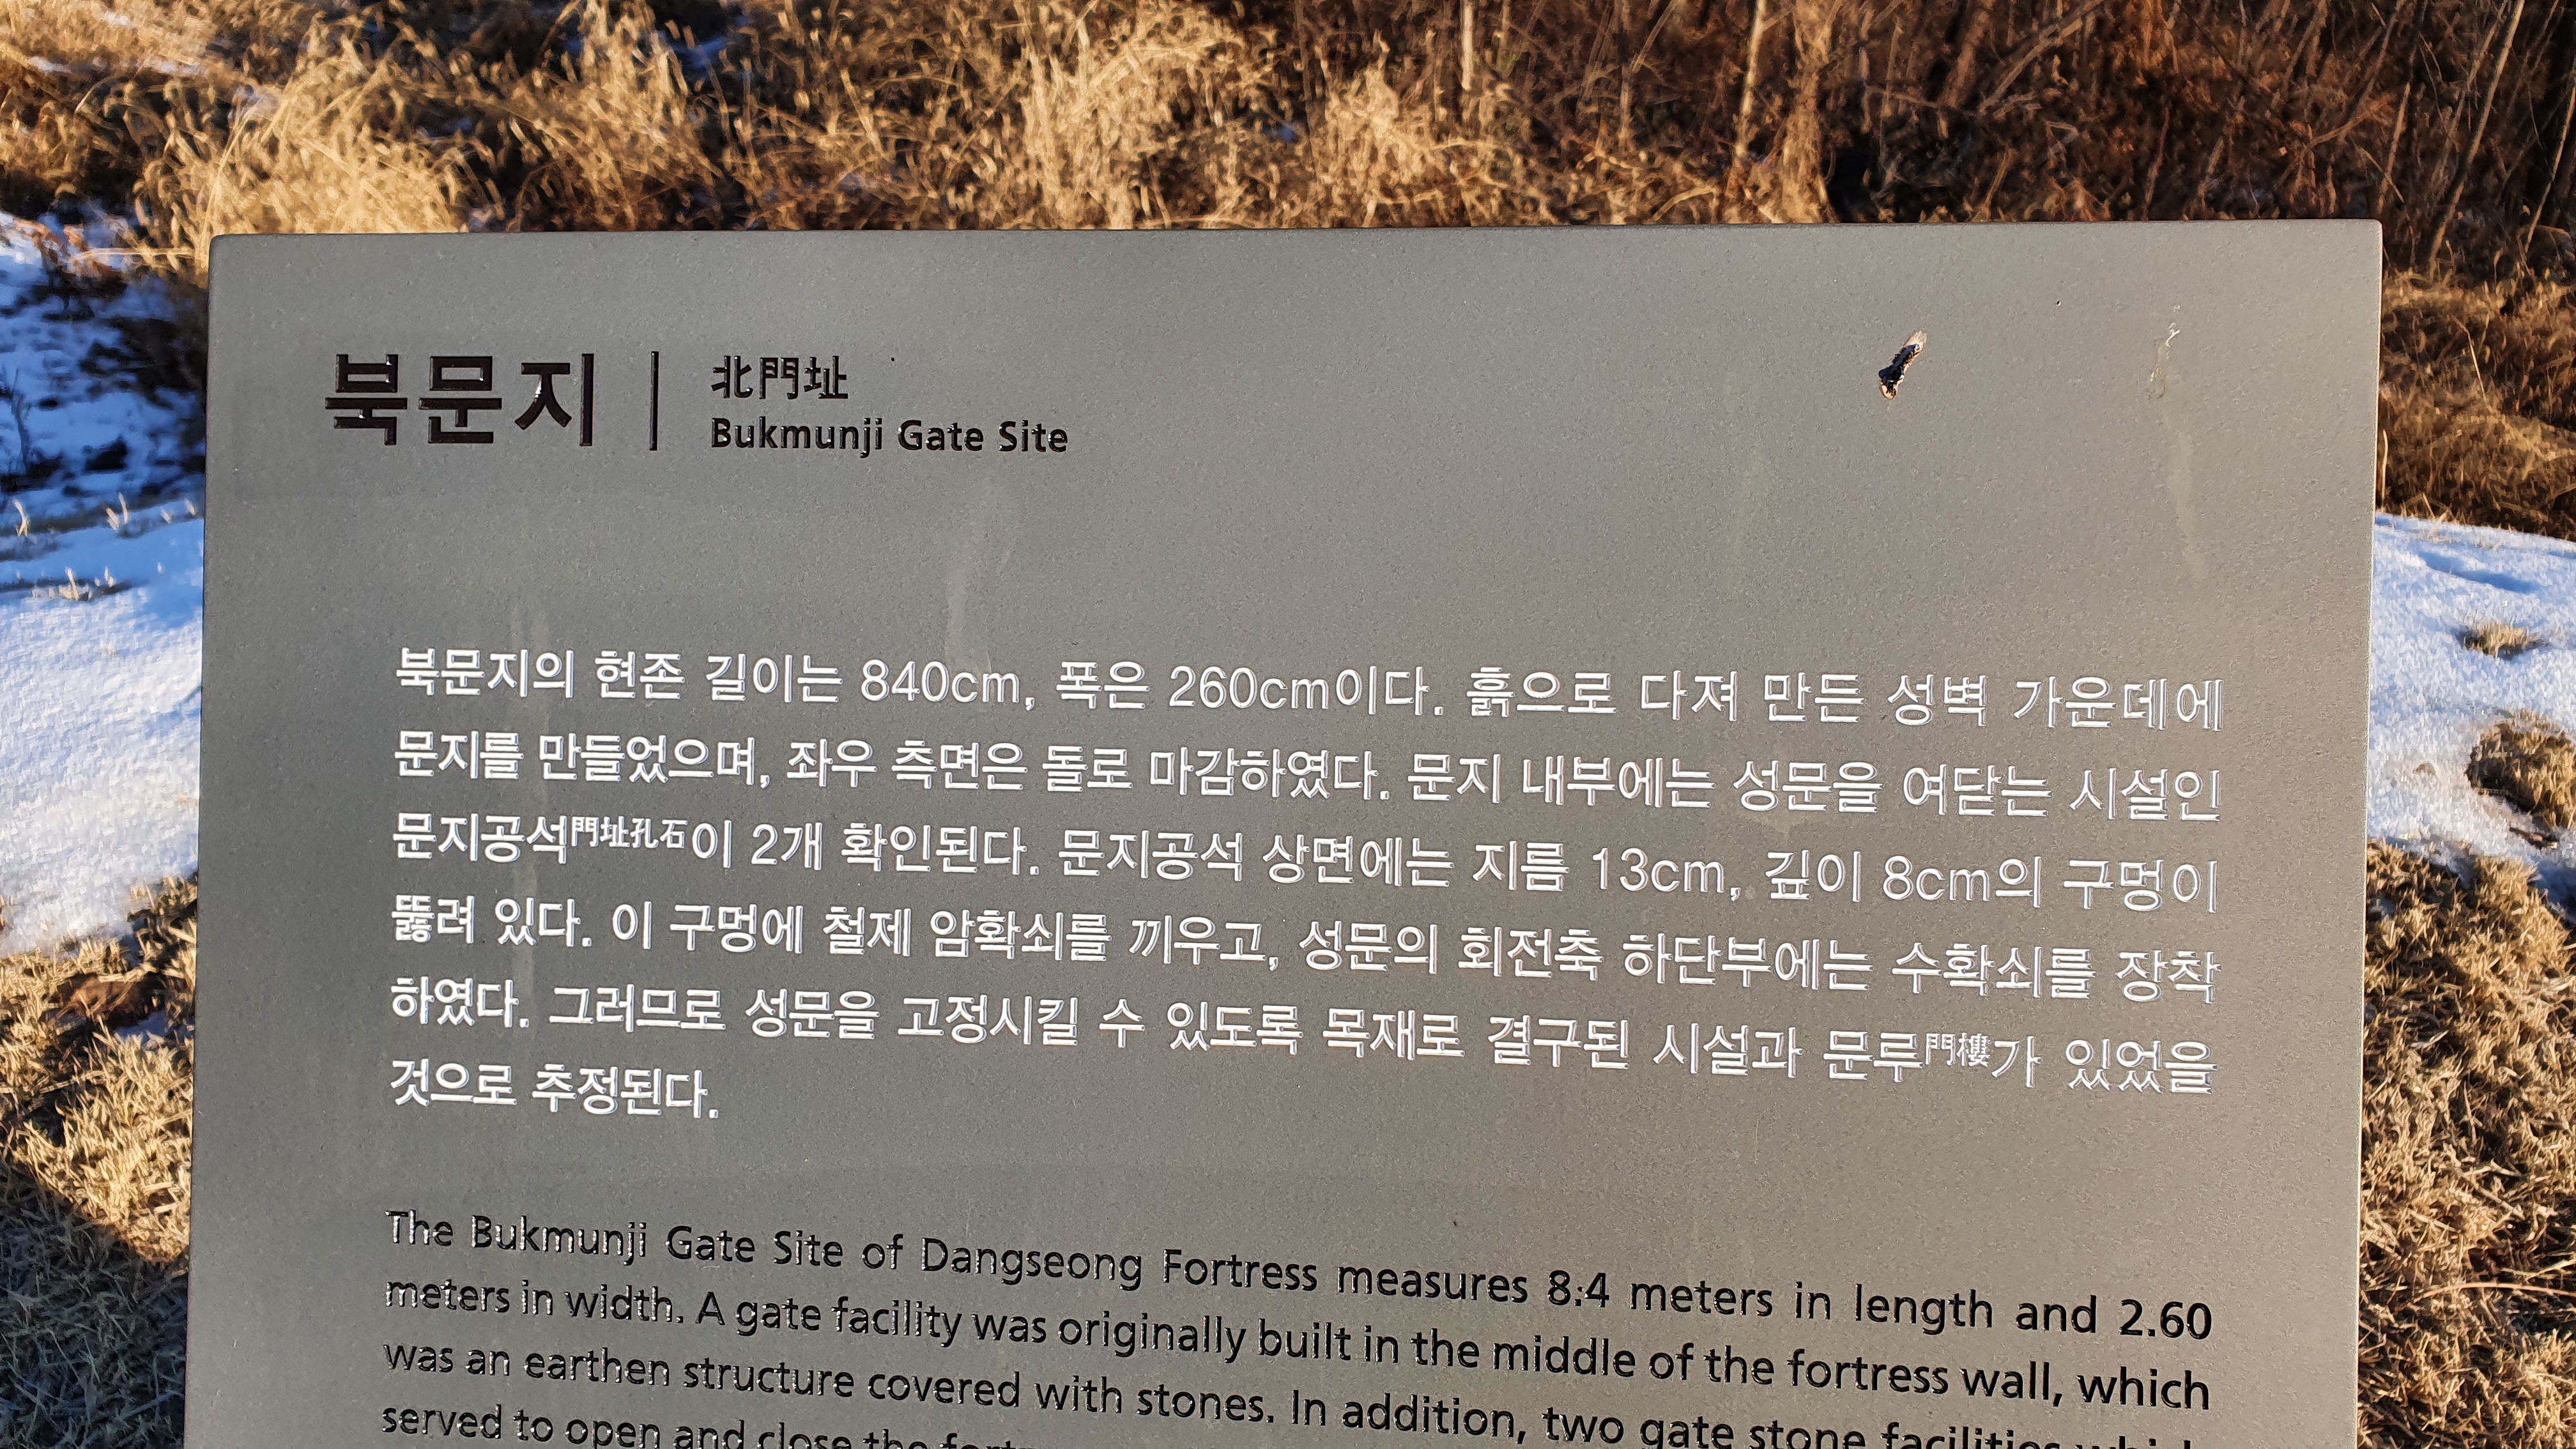 북문지
北門址
Bukmunji Gate Site
북문지의 현존 길이는 840cm, 폭은 260cm이다. 흙으로 다져 만든 성벽 가운데에
문지를 만들었으며, 좌우 측면은 돌로 마감하였다. 문지 내부에는 성문을 여닫는 시설인
문지공석門址孔石이 2개 확인된다. 문지공석 상면에는 지름 13cm, 깊이 8cm의 구멍이
뚫려 있다. 이 구멍에 철제 암확쇠를 끼우고, 성문의 회전축 하단부에는 수확쇠를 장착
하였다. 그러므로 성문을 고정시킬 수 있도록 목재로 결구된 시설과 문루門樓가 있었을
것으로 추정된다.
The Bukmunji Gate Site of Dangseong Fortress measures 8.4 meters in length and 2.60
meters in width. A gate facility was originally built in the middle of the fortress wall, which
was an earthen structure covered with stones. In addition, two gate stone facilities which
served to open and close the